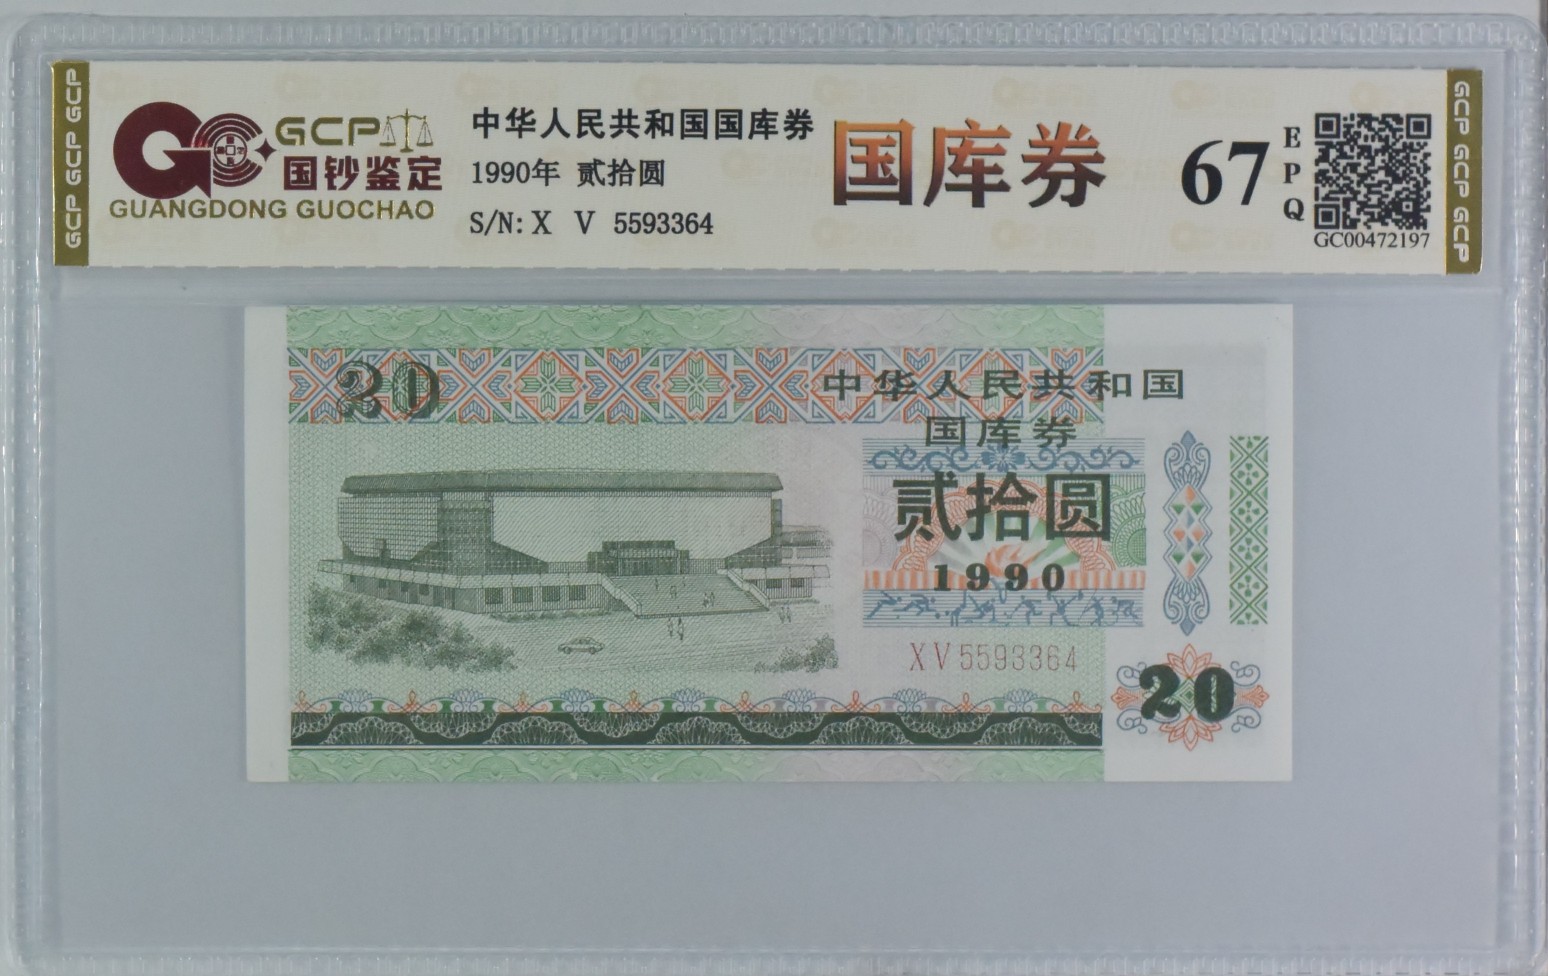 GCP GCP GCP
GCP
国钞鉴定
GUANGDONG GUOCHAO
中华人民共和国国库券
1990年 贰拾圆
S/N: X V 5593364
国库券
67
EPQ
GC00472197
GCP GCP GCP
20
中华人民共和国
国库券
贰拾圆
1990
XV5593364
20